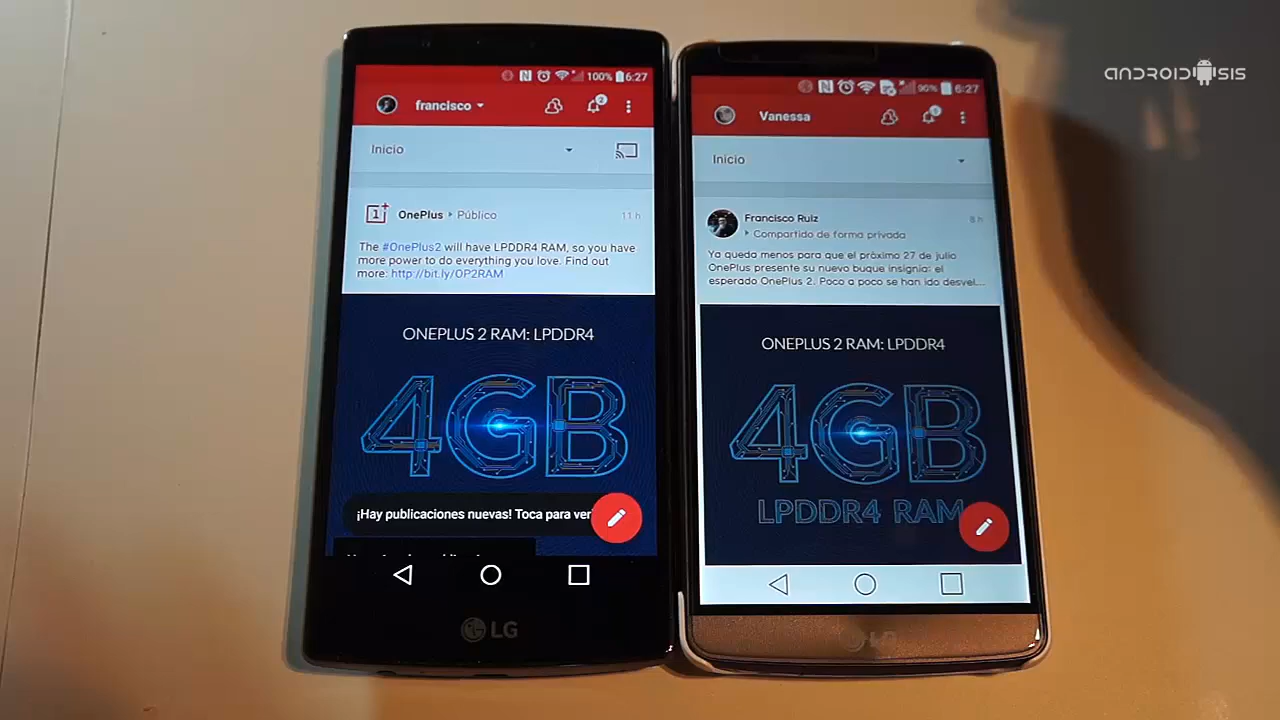 ANDROIDSIS
100% 6:27
francisco
2
Inicio
OnePlus ▸ Público
11 h
The #OnePlus2 will have LPDDR4 RAM, so you have
more power to do everything you love. Find out
more: http://bit.ly/OP2RAM
ONEPLUS 2 RAM: LPDDR4
4GB
¡Hay publicaciones nuevas! Toca para ver
LG
90% 6:27
Vanessa
1
Inicio
Francisco Ruiz
8 h
▸ Compartido de forma privada
Ya queda menos para que el próximo 27 de julio
OnePlus presente su nuevo buque insignia: el
esperado OnePlus 2. Poco a poco se han ido desvel...
ONEPLUS 2 RAM: LPDDR4
4GB
LPDDR4 RAM
LG